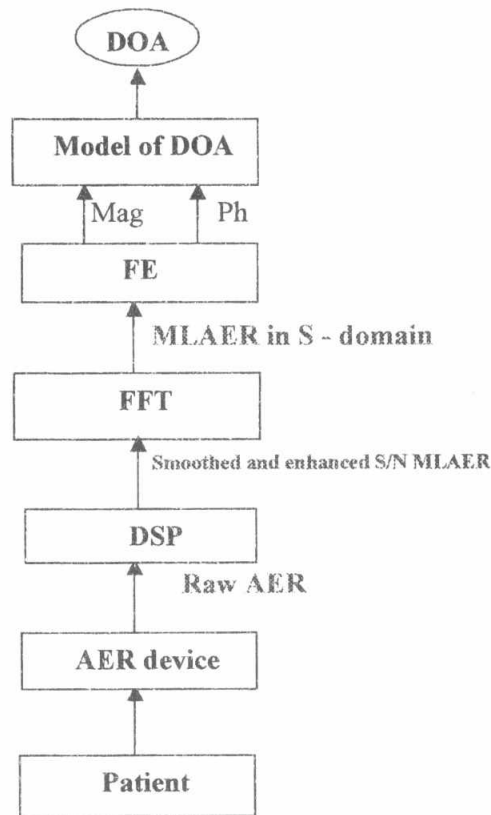 DOA
Model of DOA
Mag Ph
FE
MLAER in S - domain
FFT
Smoothed and enhanced S/N MLAER
DSP
Raw AER
AER device
Patient